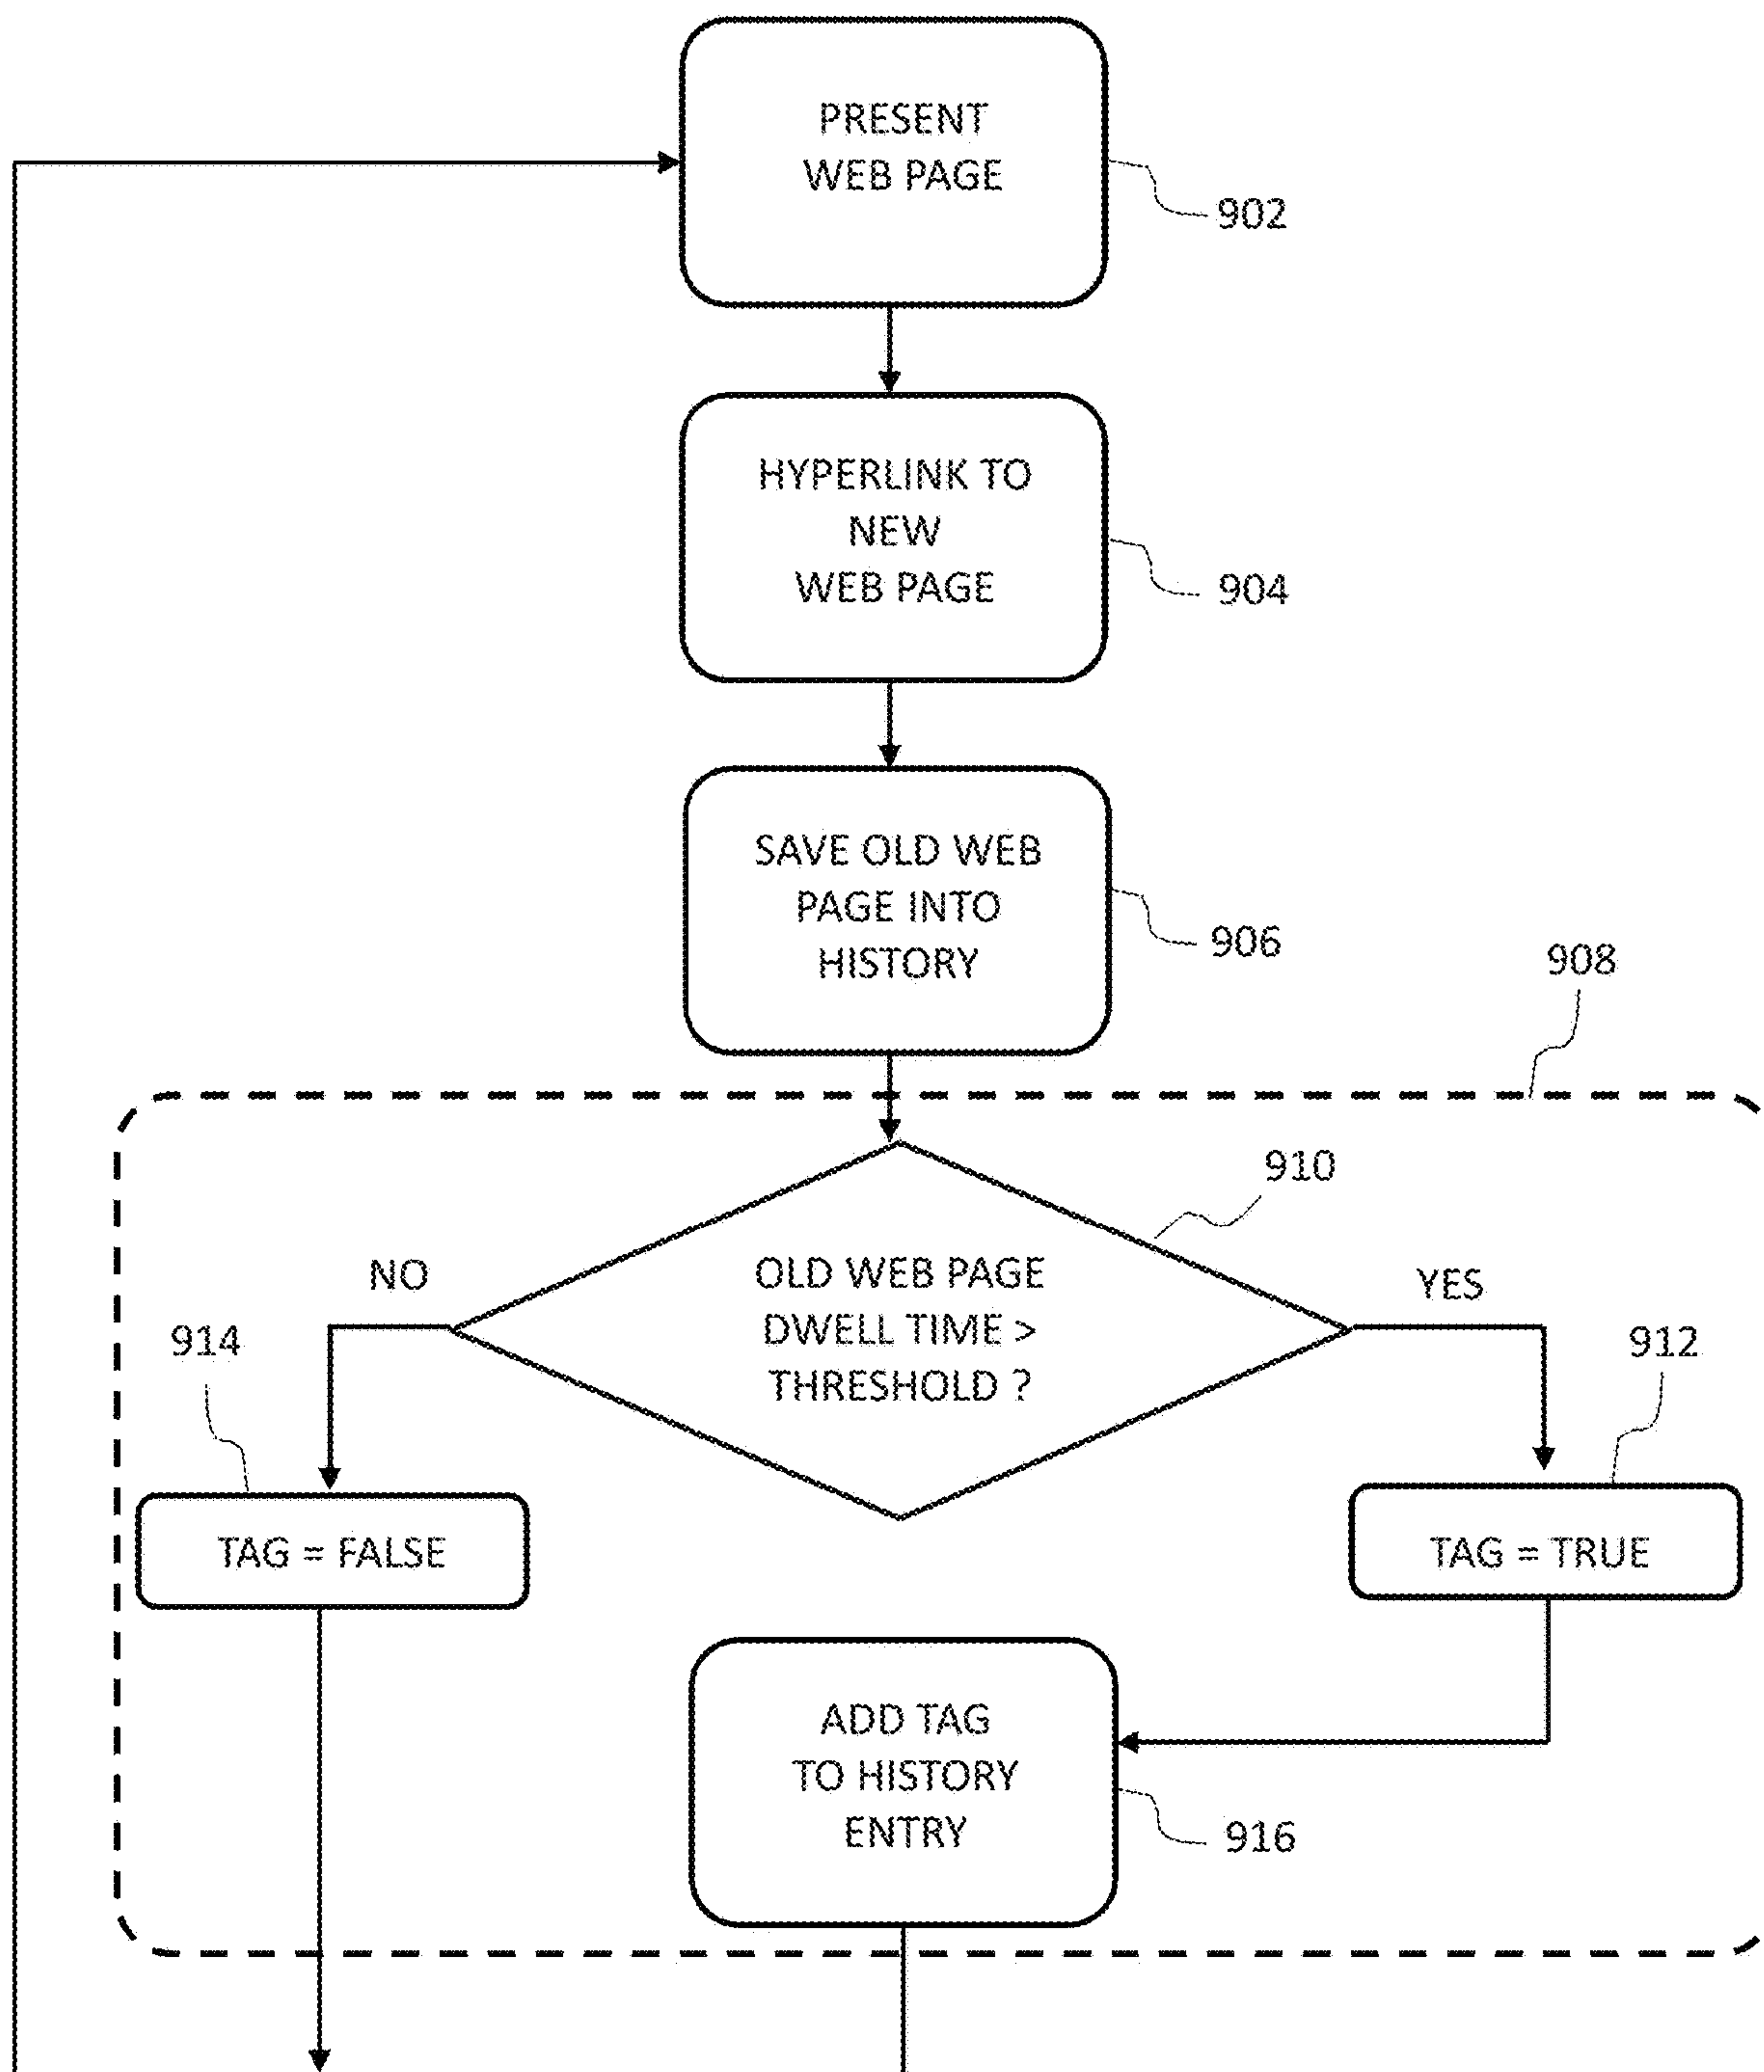 PRESENT
WEB PAGE
902
HYPERLINK TO
NEW
WEB PAGE
904
SAVE OLD WEB
PAGE INTO
HISTORY
906
908
910
NO
OLD WEB PAGE
DWELL TIME >
THRESHOLD ?
YES
914
912
TAG = FALSE
TAG = TRUE
ADD TAG
TO HISTORY
ENTRY
916